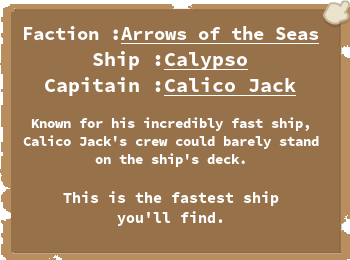 Faction :Arrows of the Seas
Ship :Calypso
Capitain :Calico Jack
Known for his incredibly fast ship,
Calico Jack's crew could barely stand
on the ship's deck.
This is the fastest ship
you'll find.